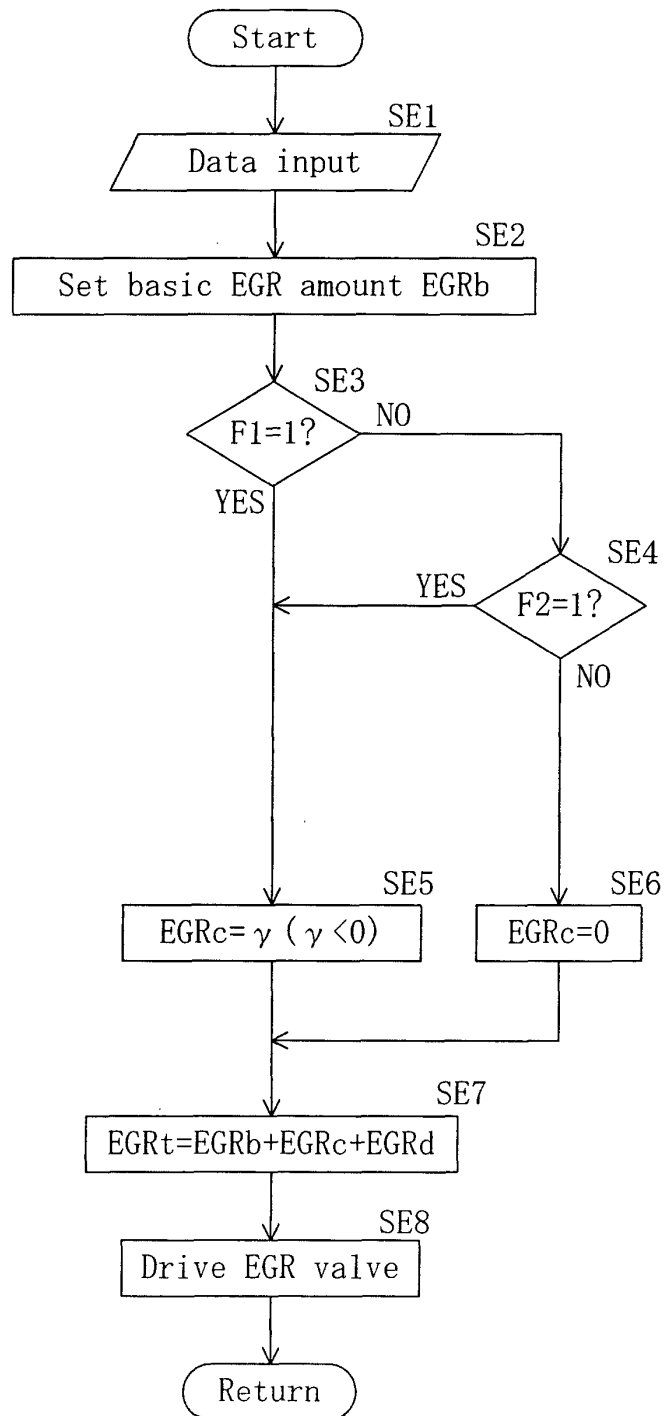 Start
SE1
Data input
SE2
Set basic EGR amount EGRb
SE3
F1=1?
NO
YES
SE4
YES
F2=1?
NO
SE5
EGRc=γ(γ<0)
SE6
EGRc=0
SE7
EGRt=EGRb+EGRc+EGRd
SE8
Drive EGR valve
Return